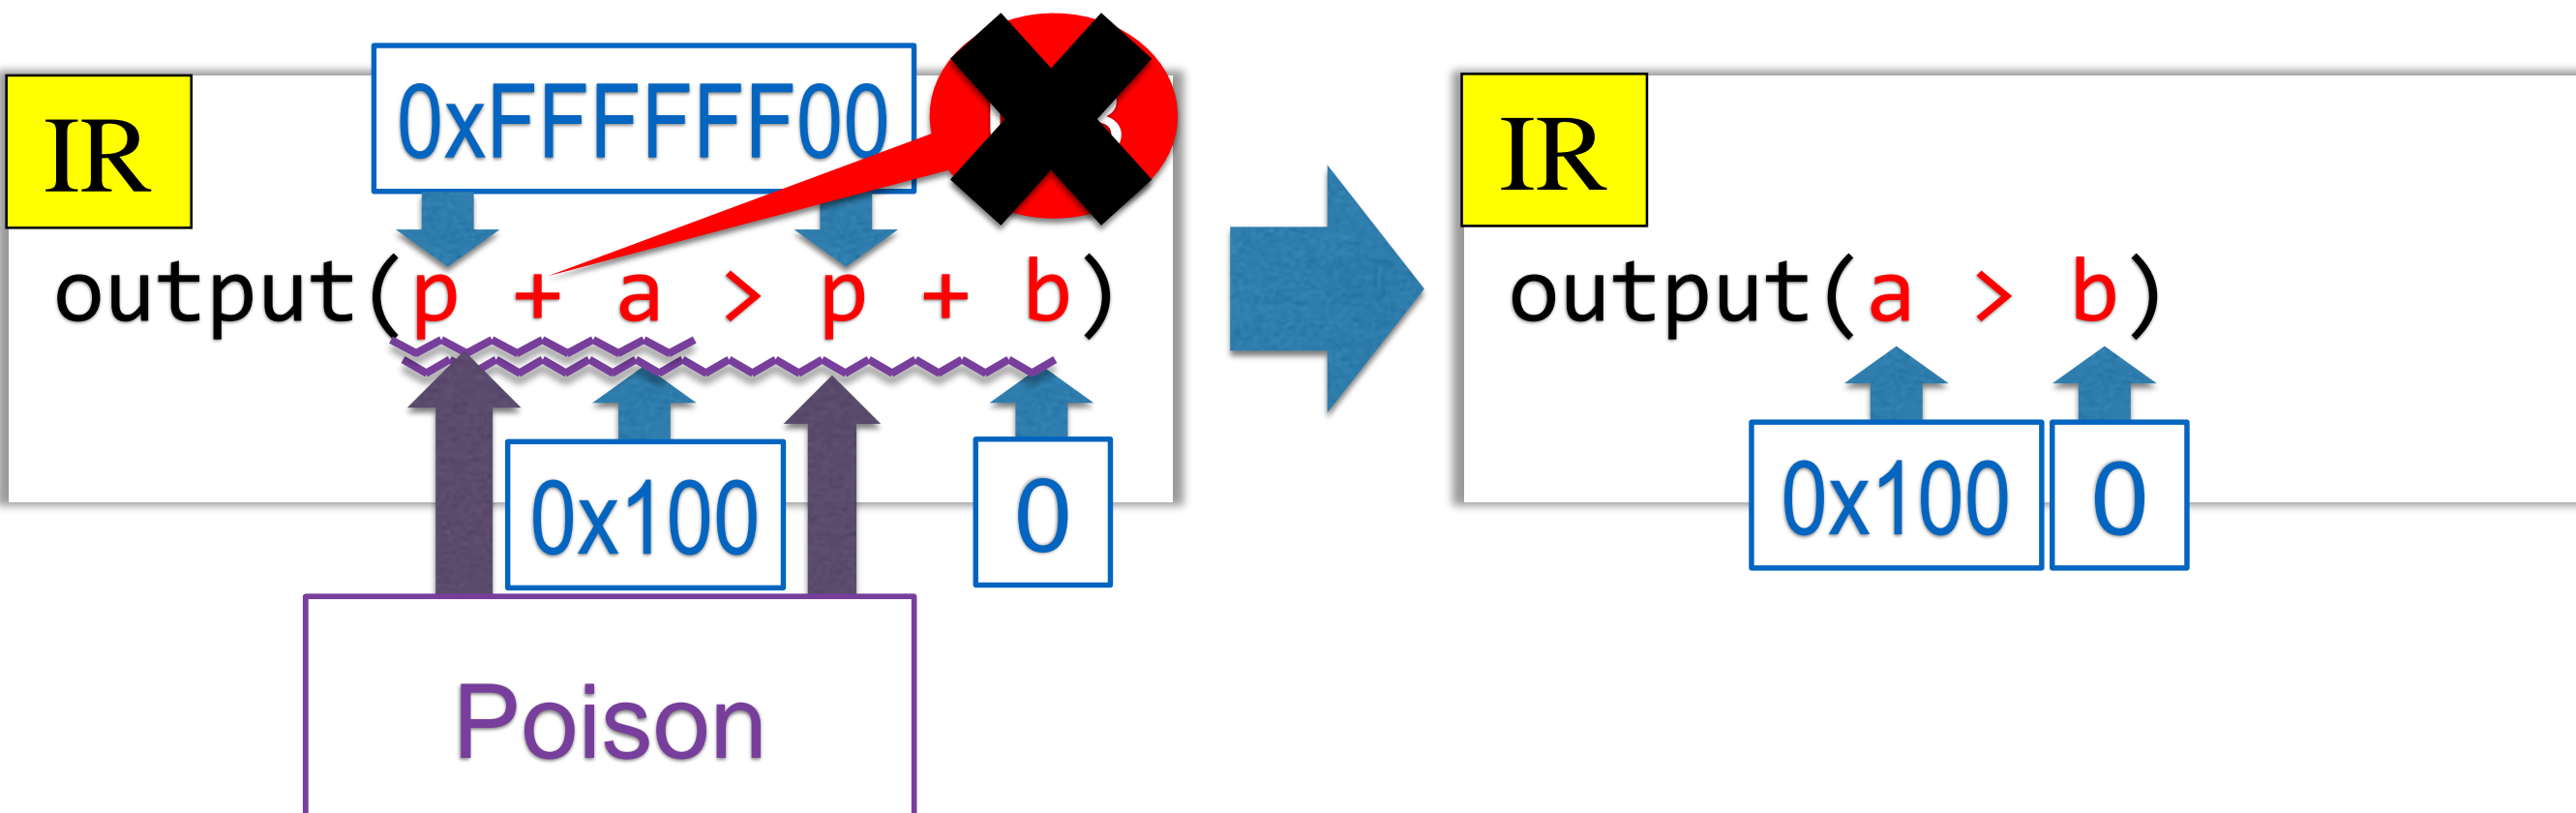 IR
0xFFFFFF00
output(p + a > p + b)
0x100
0
Poison
IR
output(a > b)
0x100
0